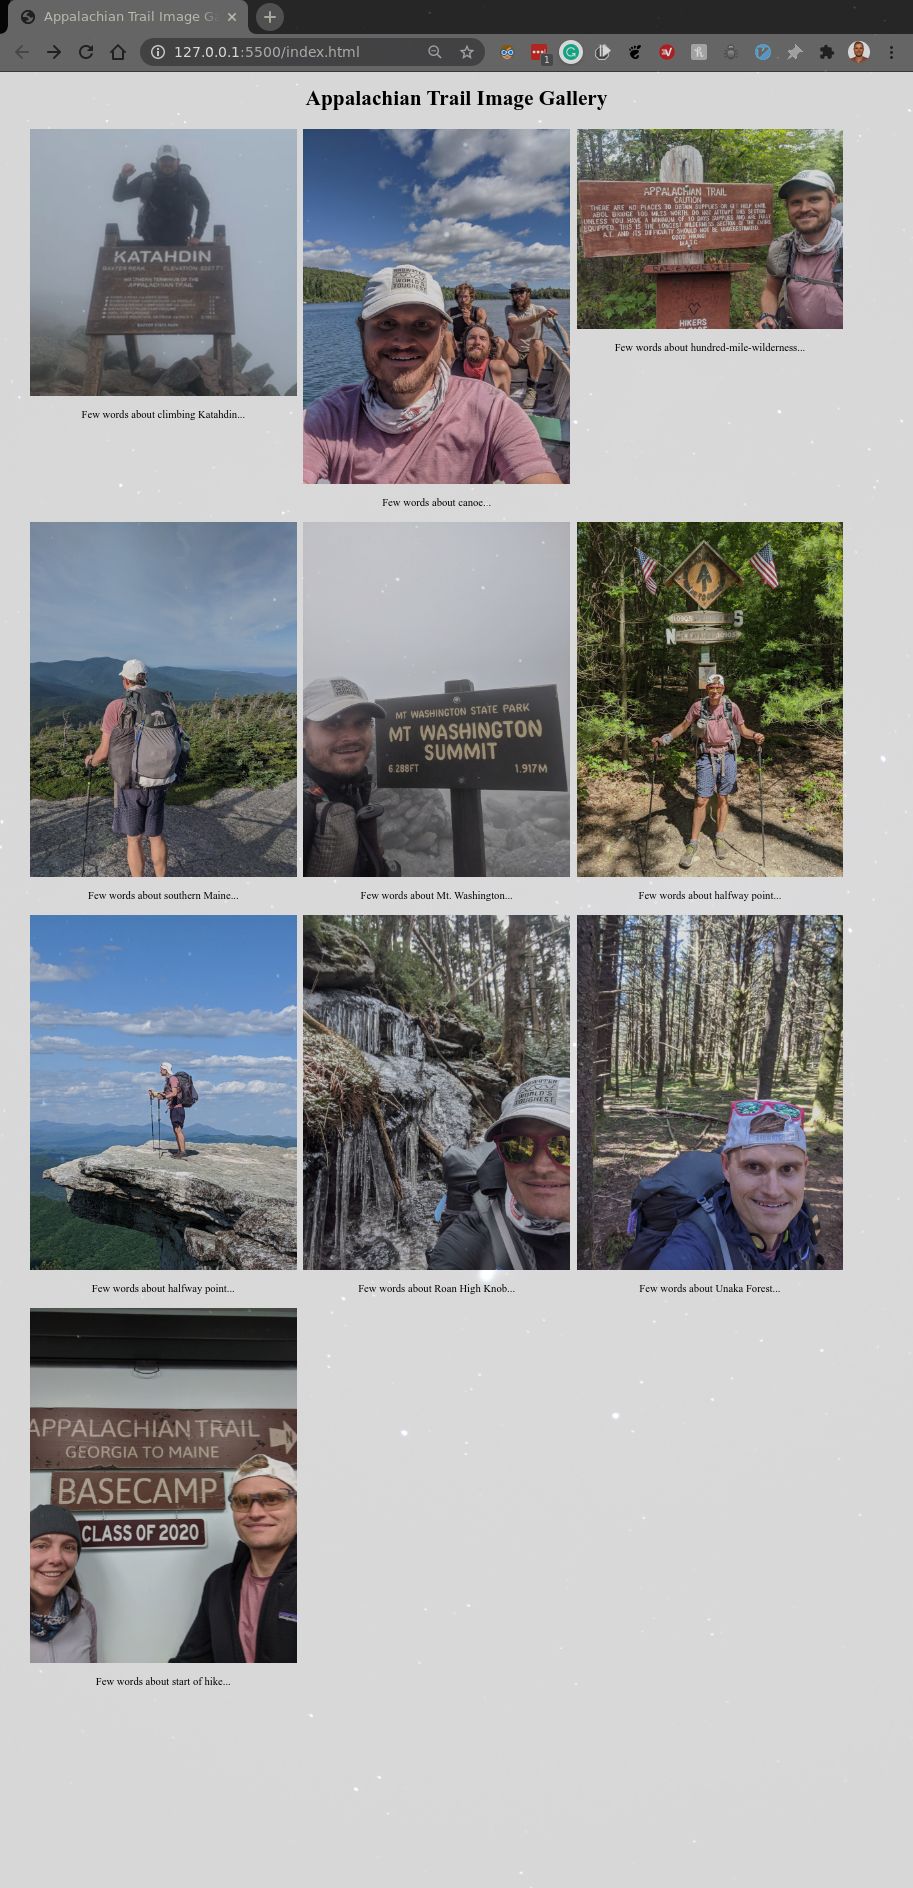 Appalachian Trail Image Ga
127.0.0.1:5500/index.html
1
Appalachian Trail Image Gallery
KATAHDIN
BAXTER PEAK ELEVATION
NORTHERN TERMINUS OF THE
APPALACHIAN TRAIL
Few words about climbing Katahdin...
WORLD'S
TOUGHEST
Few words about canoe...
APPALACHIAN TRAIL
CAUTION
THERE ARE NO PLACES TO OBTAIN SUPPLIES OR GET HELP UNTIL
ABOL BRIDGE 100 MILES NORTH. DO NOT ATTEMPT THIS SECTION
UNLESS YOU HAVE A MINIMUM OF 10 DAYS SUPPLIES AND ARE FULLY
EQUIPPED. THIS IS THE LONGEST WILDERNESS SECTION OF THE ENTIRE
A.T. AND ITS DIFFICULTY SHOULD NOT BE UNDERESTIMATED.
GOOD HIKING!
M.A.T.C.
HIKERS
Few words about hundred-mile-wilderness...
Few words about southern Maine...
MT WASHINGTON STATE PARK
MT WASHINGTON
SUMMIT
6.288FT 1.917M
Few words about Mt. Washington...
S
N
Few words about halfway point...
Few words about halfway point...
WORLD'S
TOUGHEST
Few words about Roan High Knob...
Few words about Unaka Forest...
APPALACHIAN TRAIL
GEORGIA TO MAINE
N
BASECAMP
CLASS OF 2020
Few words about start of hike...